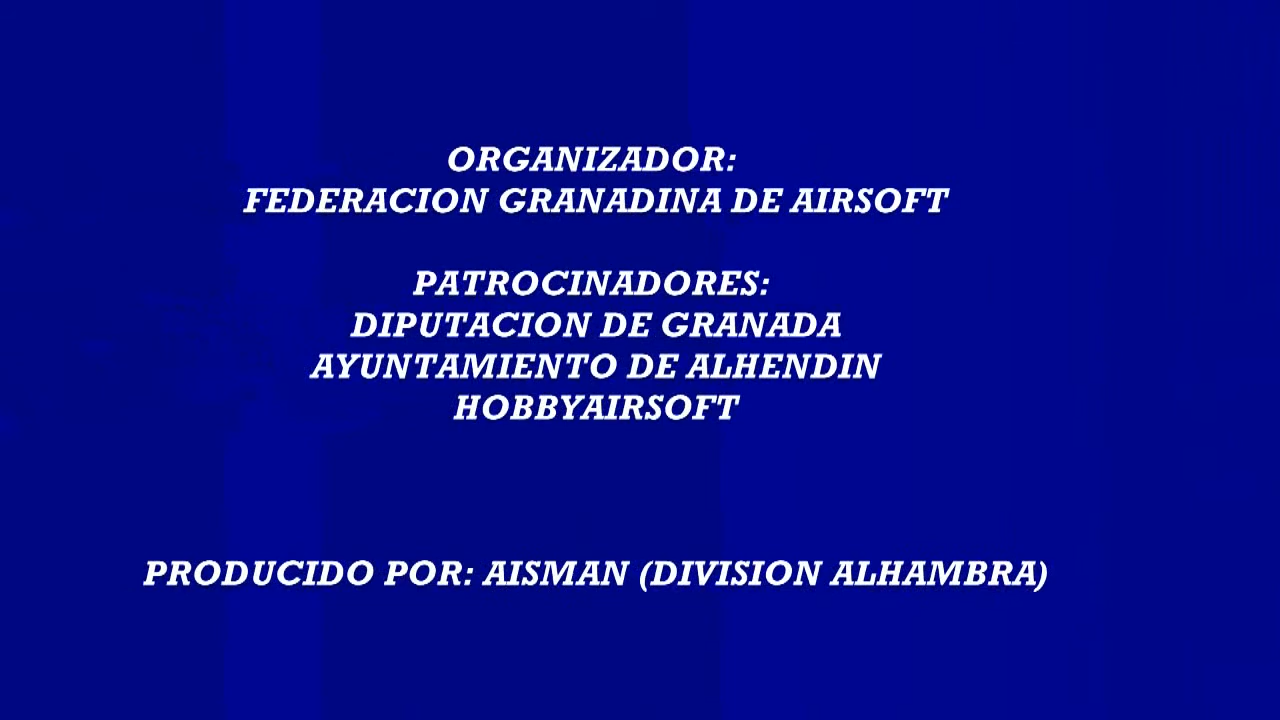 ORGANIZADOR:
FEDERACION GRANADINA DE AIRSOFT
PATROCINADORES:
DIPUTACION DE GRANADA
AYUNTAMIENTO DE ALHENDIN
HOBBYAIRSOFT
PRODUCIDO POR: AISMAN (DIVISION ALHAMBRA)